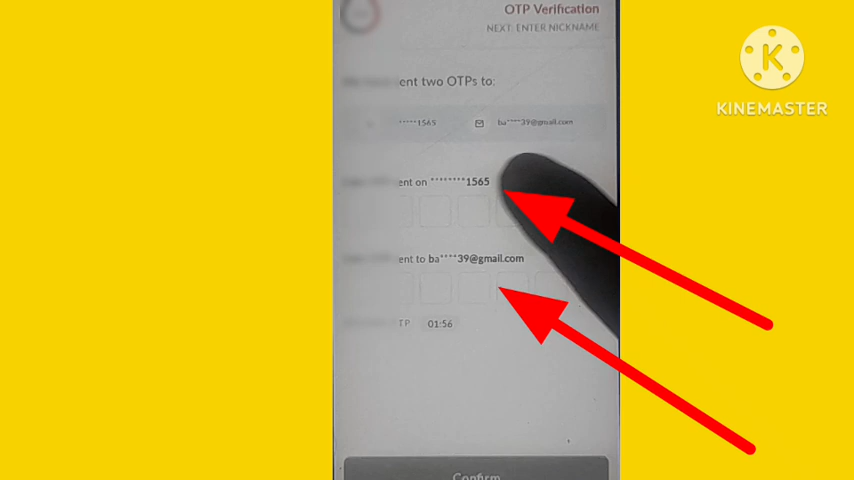 OTP Verification
NEXT: ENTER NICKNAME
K
KINEMASTER
ent two OTPs to:
*****1565 ba****39@gmail.com
ent on ********1565
ent to ba****39@gmail.com
TP 01:56
Confirm